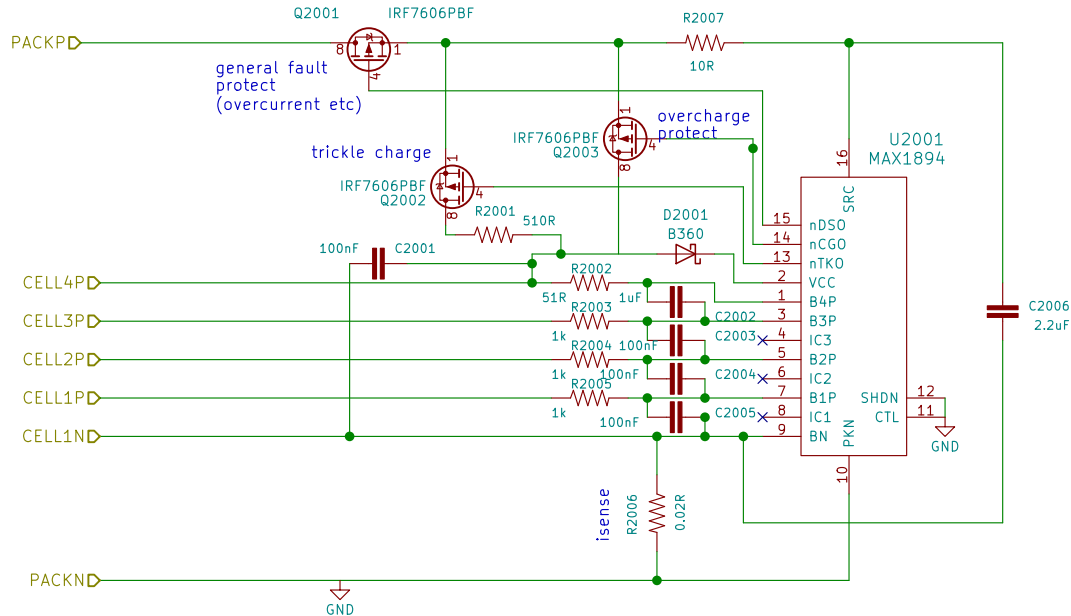 Q2001
IRF7606PBF
PACKP
8
1
4
general fault
protect
(overcurrent etc)
R2007
10R
trickle charge
1
IRF7606PBF
Q2002
4
8
1
IRF7606PBF
Q2003
4
8
overcharge
protect
U2001
MAX1894
16
SRC
R2001
510R
D2001
B360
100nF
C2001
15
nDSO
14
nCGO
13
nTKO
2
VCC
1
B4P
3
B3P
4
IC3
5
B2P
6
IC2
7
B1P
8
IC1
9
BN
10
PKN
SHDN
12
CTL
11
GND
CELL4P
R2002
51R
1uF
C2002
CELL3P
R2003
1k
100nF
C2003
CELL2P
R2004
1k
100nF
C2004
CELL1P
R2005
1k
100nF
C2005
CELL1N
C2006
2.2uF
isense
R2006
0.02R
PACKN
GND